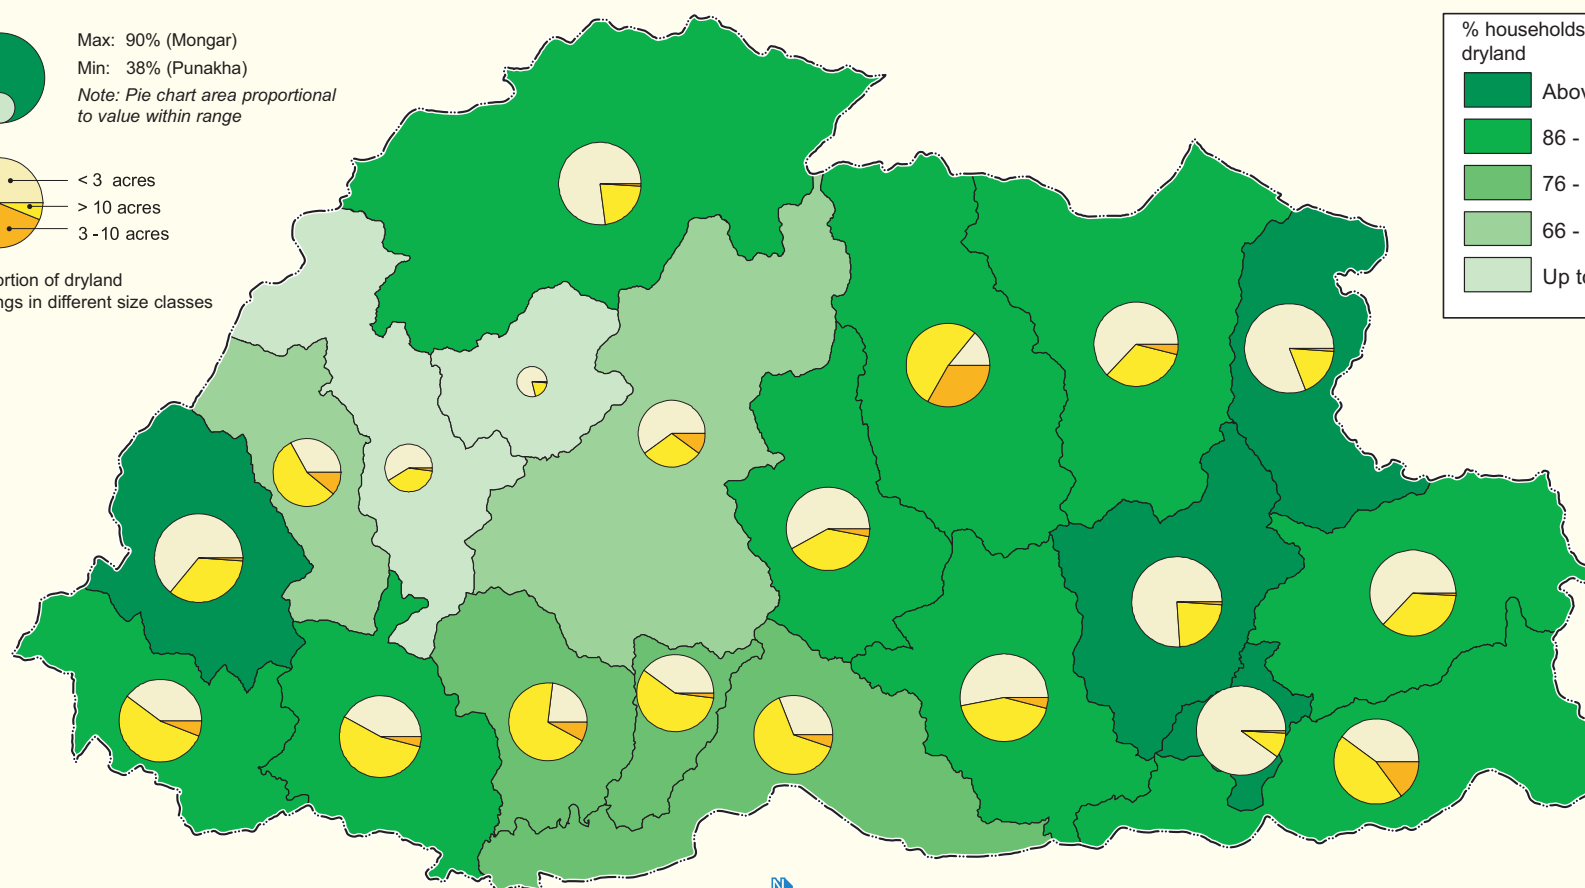 Max: 90% (Mongar)
Min: 38% (Punakha)
Note: Pie chart area proportional
to value within range
< 3 acres
> 10 acres
3 - 10 acres
ortion of dryland
ngs in different size classes
% households
dryland
Abov
86 -
76 -
66 -
Up to
N